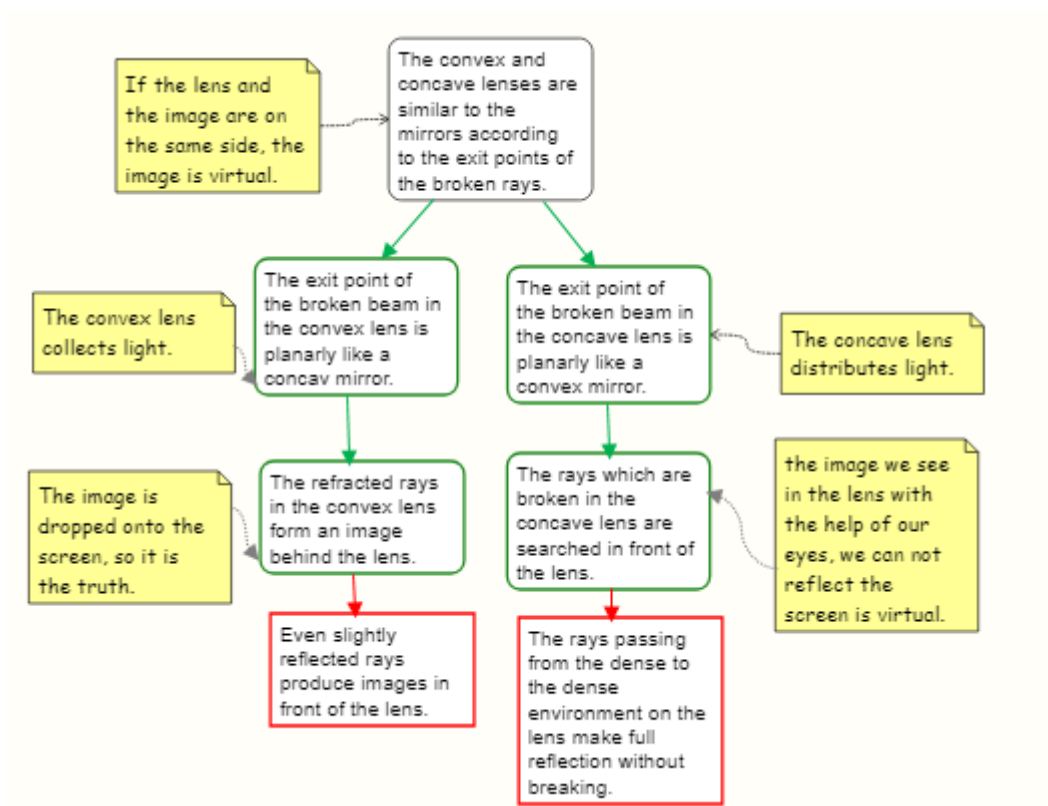 The convex and
concave lenses are
similar to the
mirrors according
to the exit points of
the broken rays.
If the lens and
the image are on
the same side, the
image is virtual.
The exit point of
the broken beam in
the convex lens is
planarly like a
concav mirror.
The exit point of
the broken beam in
the concave lens is
planarly like a
convex mirror.
The convex lens
collects light.
The concave lens
distributes light.
The refracted rays
in the convex lens
form an image
behind the lens.
The rays which are
broken in the
concave lens are
searched in front of
the lens.
The image is
dropped onto the
screen, so it is
the truth.
the image we see
in the lens with
the help of our
eyes, we can not
reflect the
screen is virtual.
Even slightly
reflected rays
produce images in
front of the lens.
The rays passing
from the dense to
the dense
environment on the
lens make full
reflection without
breaking.